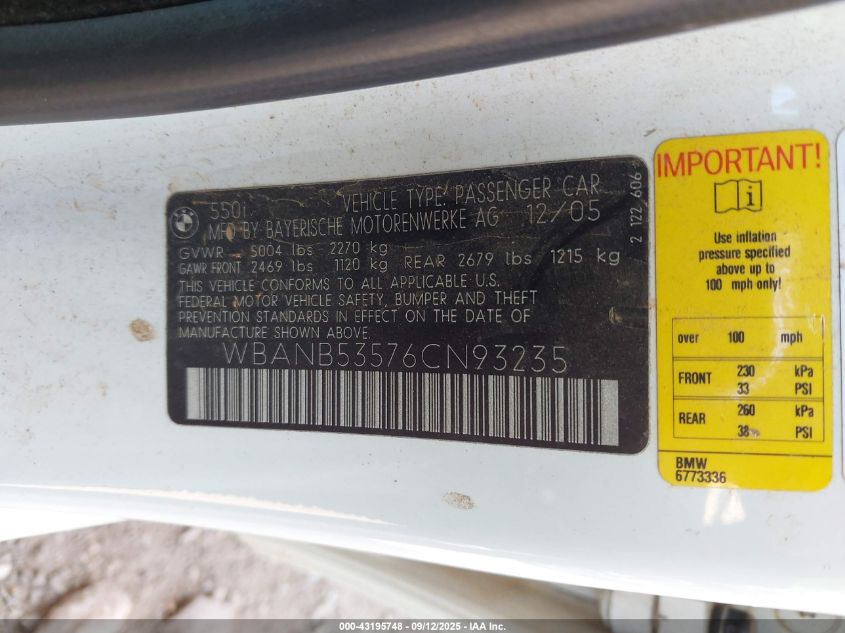 550i VEHICLE TYPE: PASSENGER CAR
MFD BY BAYERISCHE MOTORENWERKE AG 12/05
GVWR 5004 lbs 2270 kg
GAWR FRONT 2469 lbs 1120 kg REAR 2679 lbs 1215 kg
THIS VEHICLE CONFORMS TO ALL APPLICABLE U.S.
FEDERAL MOTOR VEHICLE SAFETY, BUMPER AND THEFT
PREVENTION STANDARDS IN EFFECT ON THE DATE OF
MANUFACTURE SHOWN ABOVE.
WBANB53576CN93235
2 122 606
IMPORTANT!
i
Use inflation
pressure specified
above up to
100 mph only!
over 100 mph
FRONT 230 kPa
33 PSI
REAR 260 kPa
38 PSI
BMW
6773336
000-43195748 - 09/12/2025 - IAA Inc.